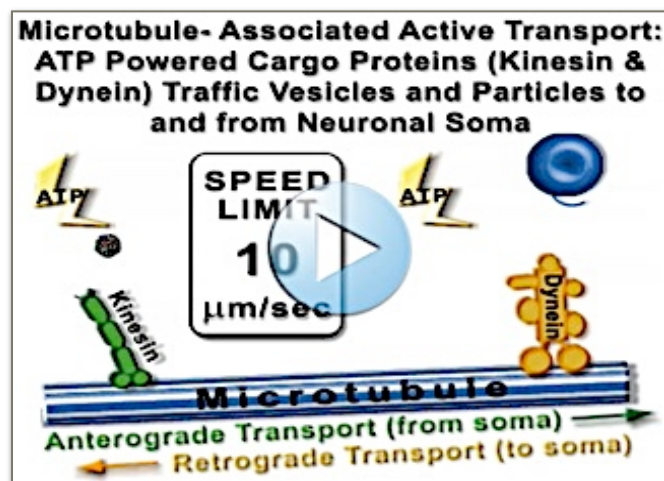 Microtubule- Associated Active Transport:
ATP Powered Cargo Proteins (Kinesin &
Dynein) Traffic Vesicles and Particles to
and from Neuronal Soma
ATP
SPEED
LIMIT
10
µm/sec
ATP
Kinesin
Dynein
Microtubule
Anterograde Transport (from soma)
Retrograde Transport (to soma)